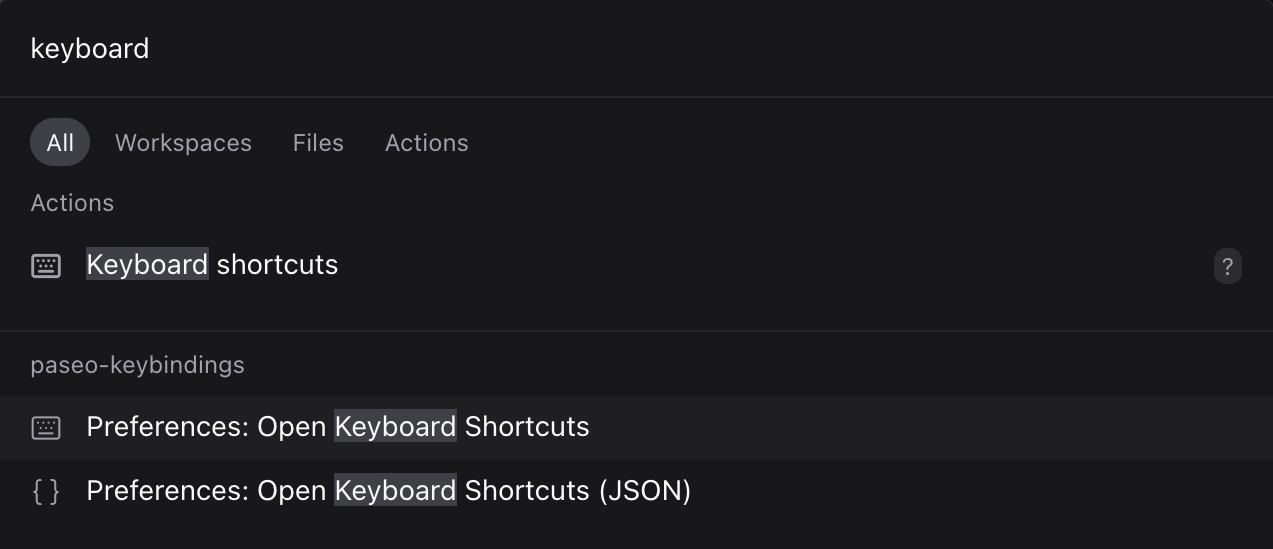 keyboard
All Workspaces Files Actions
Actions
Keyboard shortcuts ?
paseo-keybindings
Preferences: Open Keyboard Shortcuts
{ } Preferences: Open Keyboard Shortcuts (JSON)